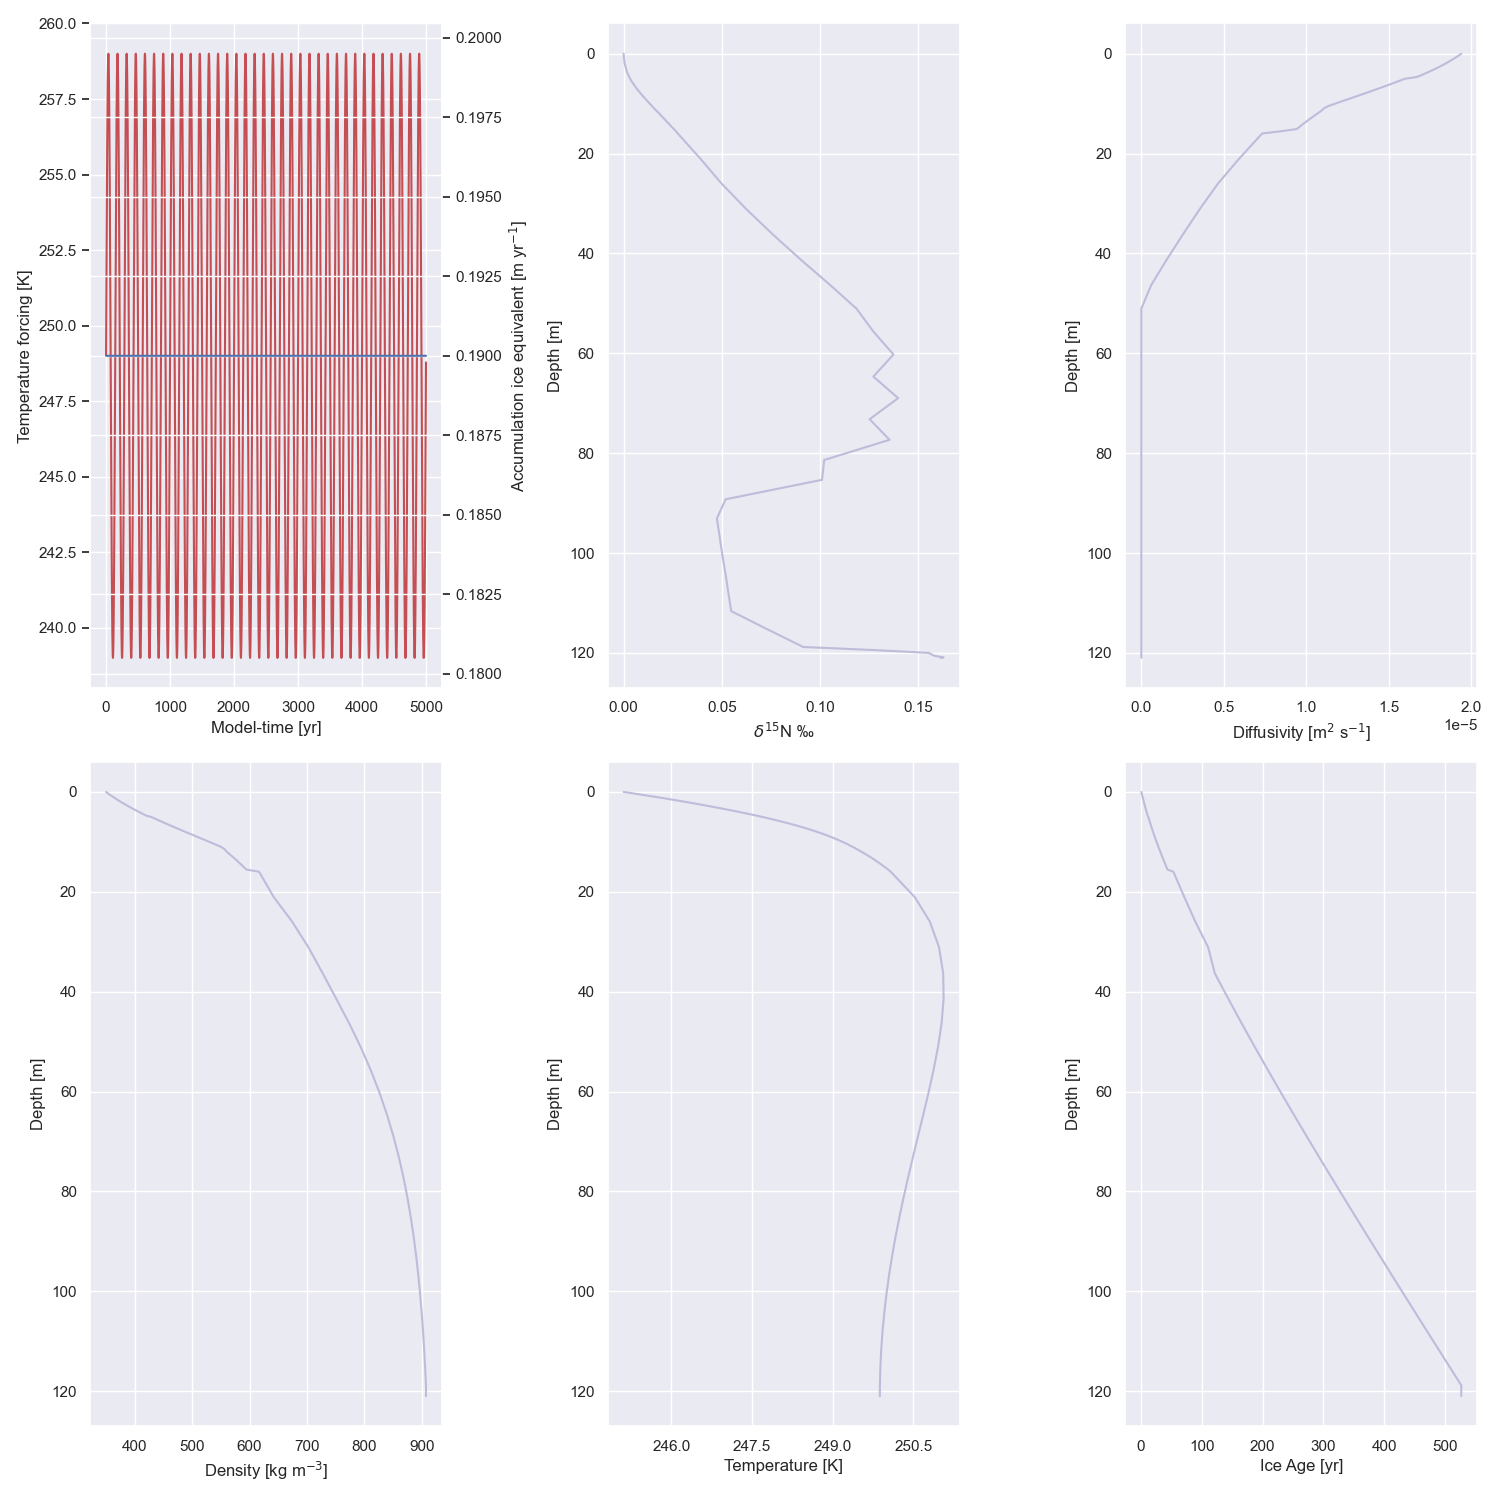 260.0
257.5
255.0
252.5
250.0
247.5
245.0
242.5
240.0
Temperature forcing [K]
0.2000
0.1975
0.1950
0.1925
0.1900
0.1875
0.1850
0.1825
0.1800
Accumulation ice equivalent [m yr⁻¹]
0 1000 2000 3000 4000 5000
Model-time [yr]
0
20
40
60
80
100
120
Depth [m]
0.00 0.05 0.10 0.15
δ¹⁵N ‰
0
20
40
60
80
100
120
Depth [m]
0.0 0.5 1.0 1.5 2.0
1e−5
Diffusivity [m² s⁻¹]
0
20
40
60
80
100
120
Depth [m]
400 500 600 700 800 900
Density [kg m⁻³]
0
20
40
60
80
100
120
Depth [m]
246.0 247.5 249.0 250.5
Temperature [K]
0
20
40
60
80
100
120
Depth [m]
0 100 200 300 400 500
Ice Age [yr]